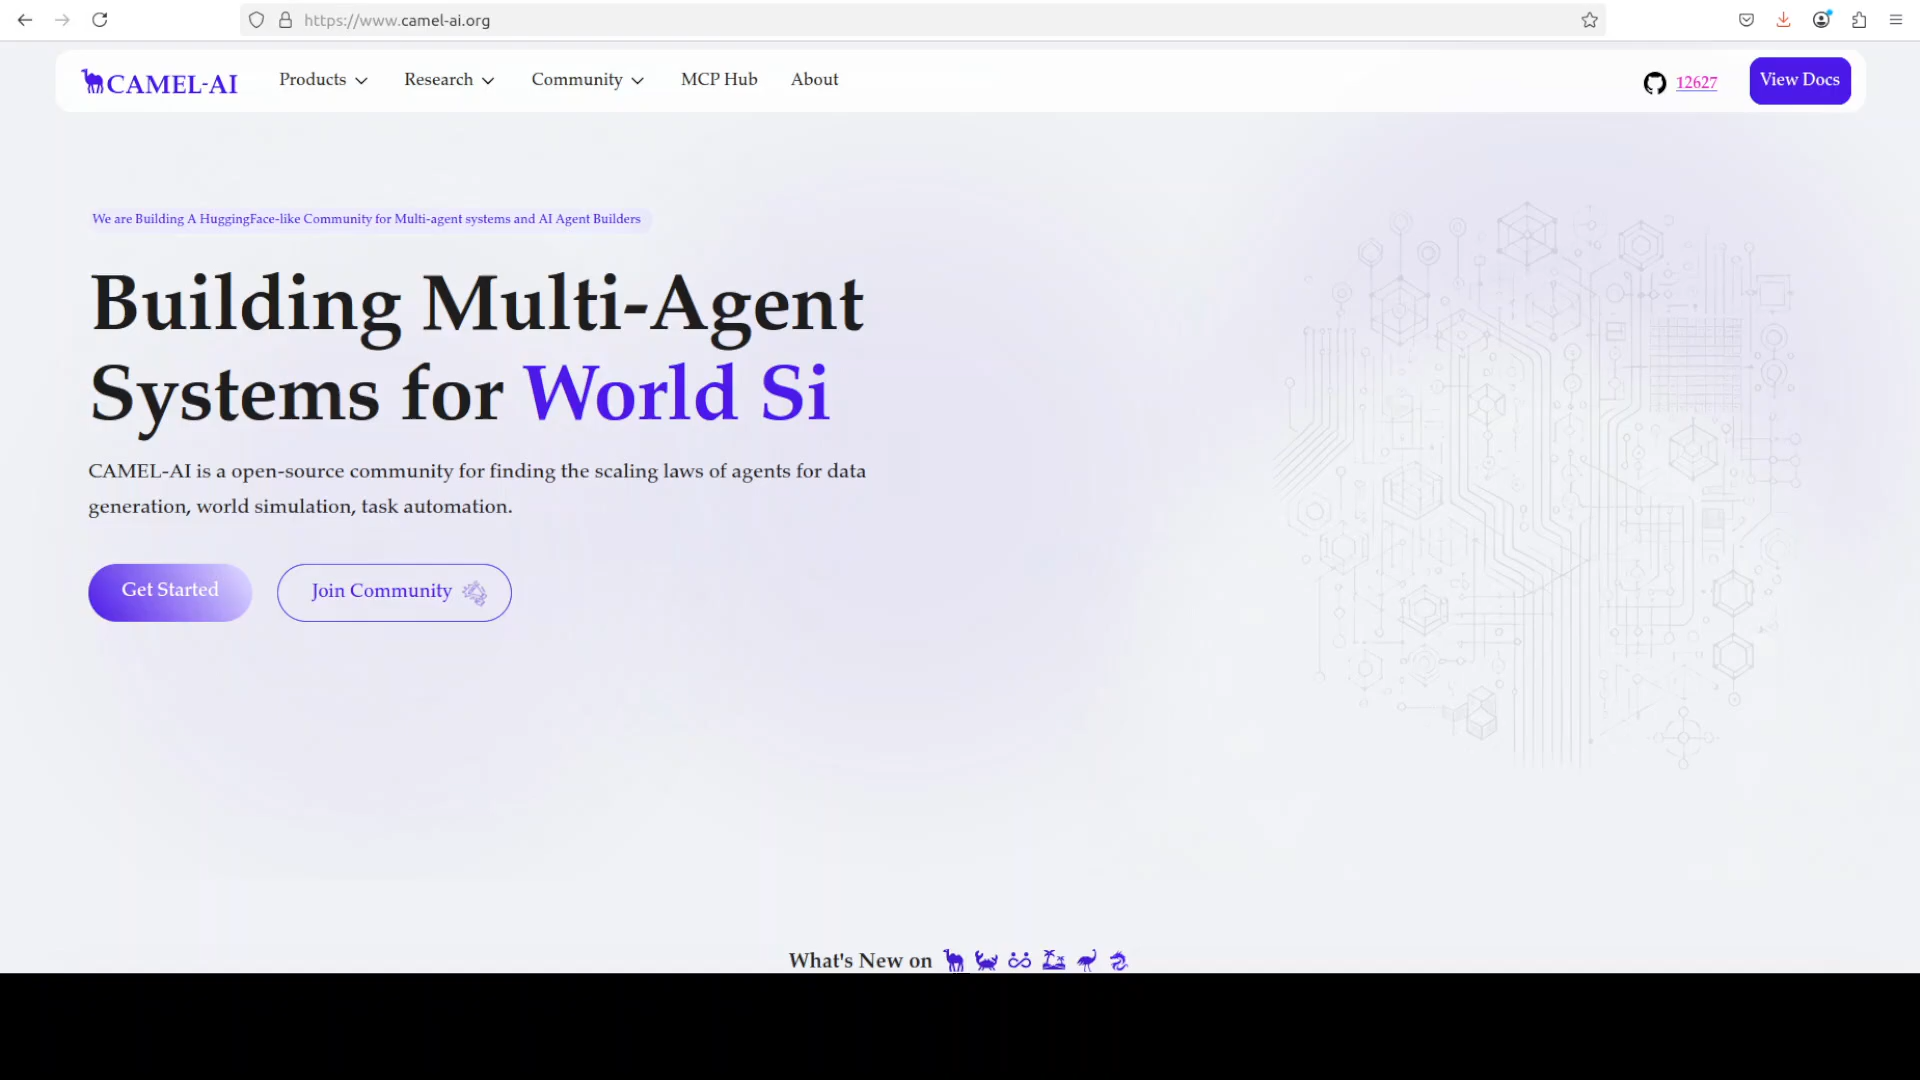 https://www.camel-ai.org
CAMEL-AI Products Research Community MCP Hub About 12627 View Docs
We are Building A HuggingFace-like Community for Multi-agent systems and AI Agent Builders
Building Multi-Agent
Systems for World Si
CAMEL-AI is a open-source community for finding the scaling laws of agents for data
generation, world simulation, task automation.
Get Started Join Community
What's New on